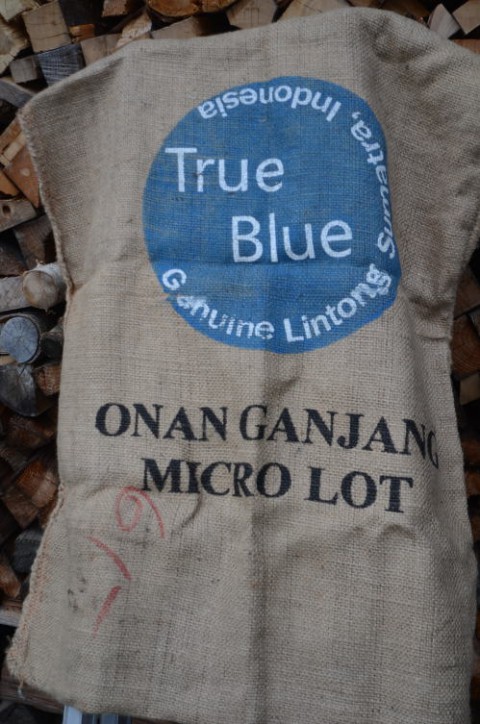 True
Blue
Genuine Lintong
Sumatra, Indonesia
ONAN GANJANG
MICRO LOT